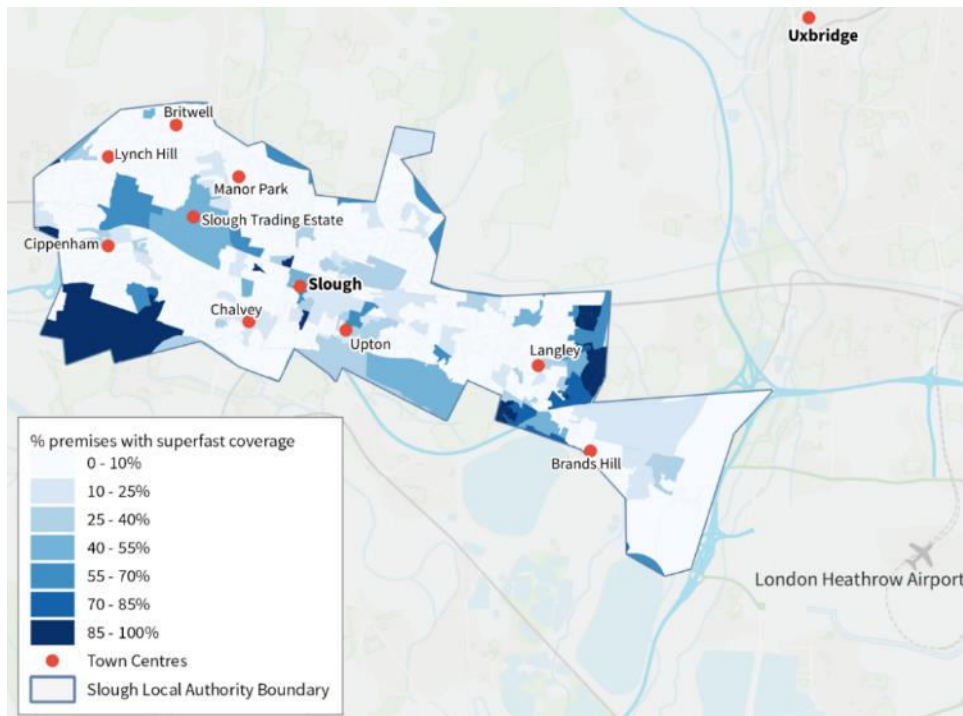 Uxbridge
Britwell
Lynch Hill
Manor Park
Slough Trading Estate
Cippenham
Slough
Chalvey
Upton
Langley
Brands Hill
London Heathrow Airport
% premises with superfast coverage
0 - 10%
10 - 25%
25 - 40%
40 - 55%
55 - 70%
70 - 85%
85 - 100%
Town Centres
Slough Local Authority Boundary